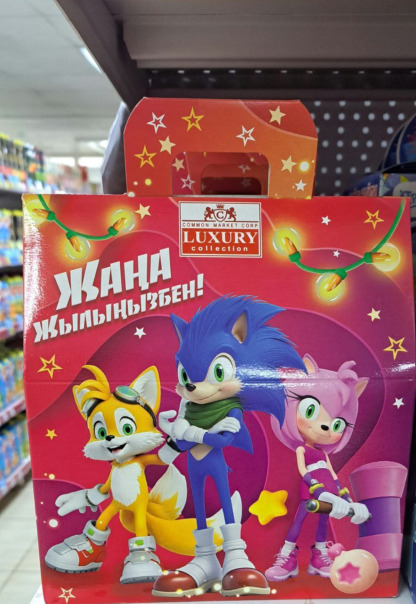 COMMON MARKET CORP
LUXURY
collection
ЖАҢА
ЖЫЛЫҢЫЗБЕН!